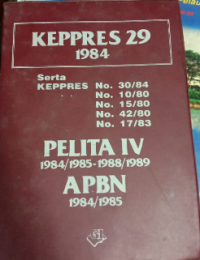 KEPPRES 29
1984
Serta
KEPPRES No. 30/84
" " No. 10/80
No. 15/80
No. 42/80
No. 17/83
PELITA IV
1984/1985-1988/1989
APBN
1984/1985